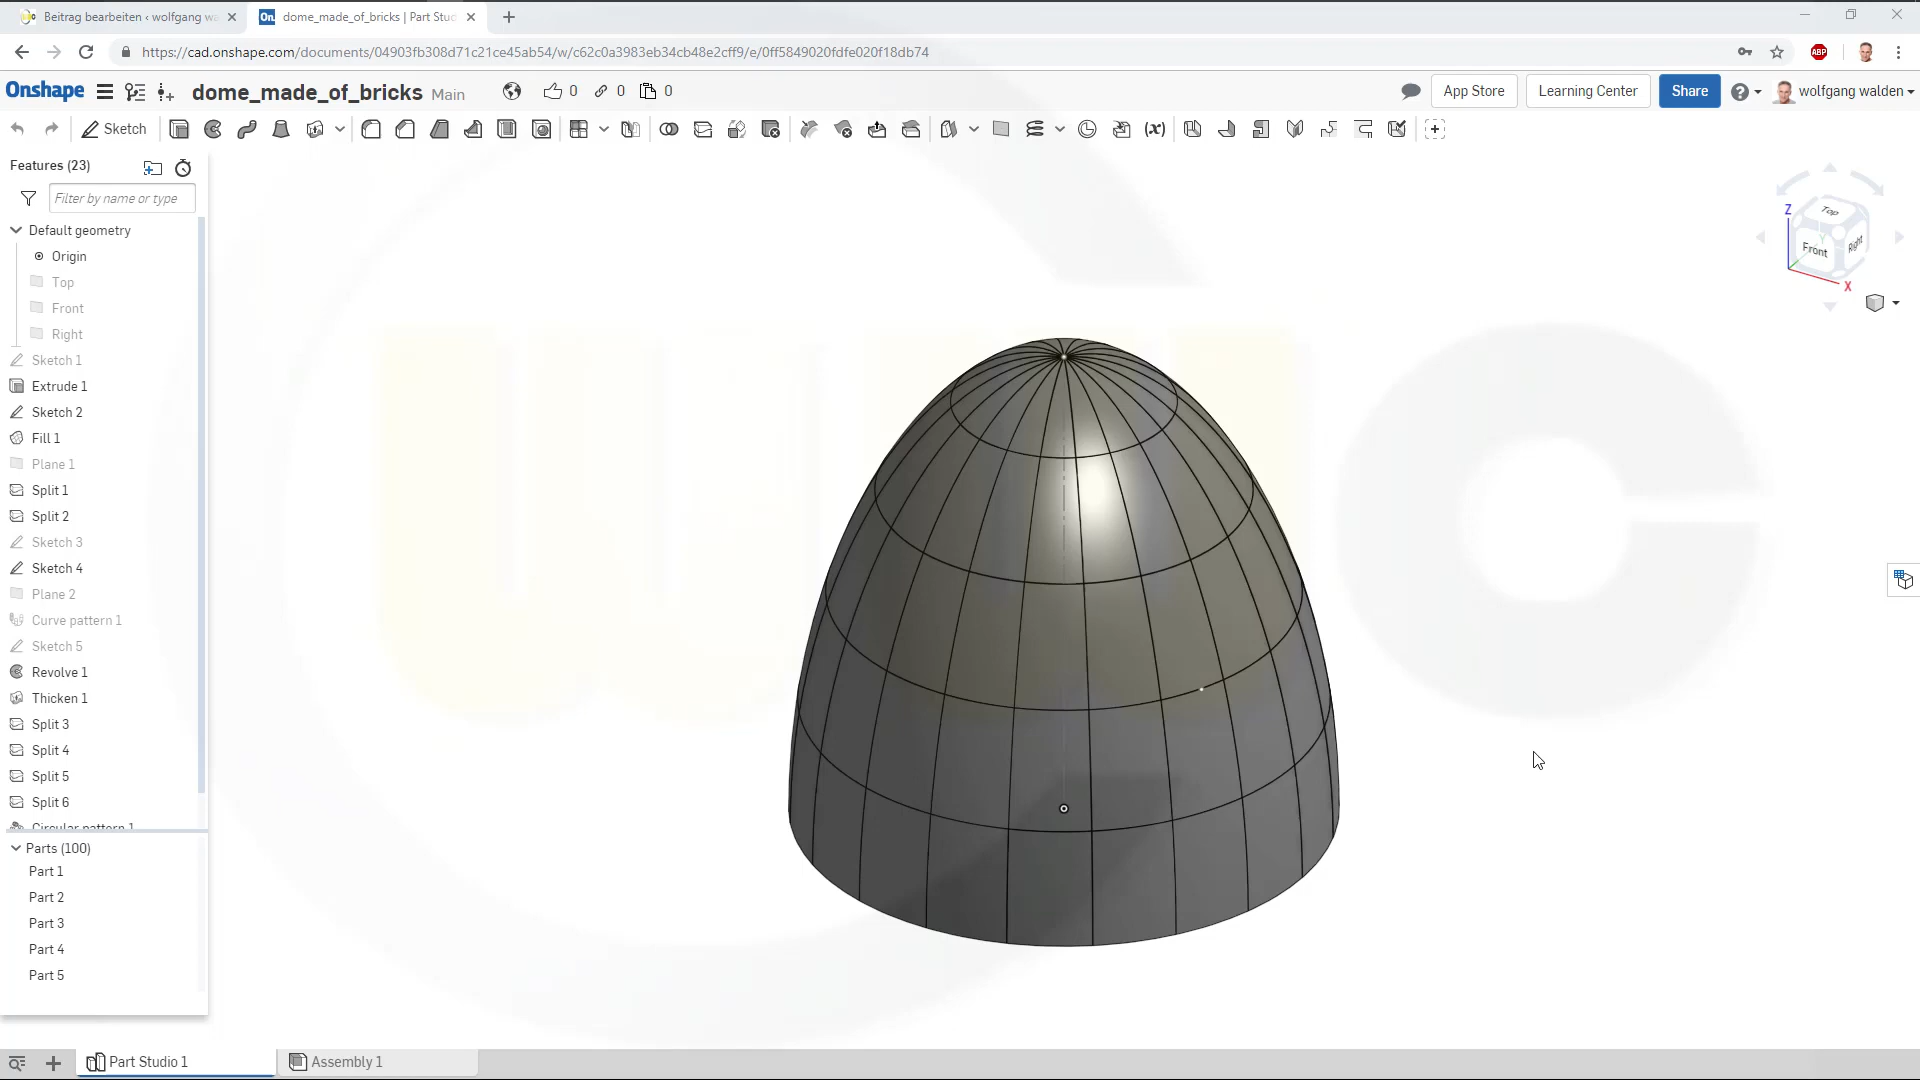 Beitrag bearbeiten ‹ wolfgang wa
dome_made_of_bricks | Part Stud
https://cad.onshape.com/documents/04903fb308d71c21ce45ab54/w/c62c0a3983eb34cb48e2cff9/e/0ff5849020fdfe020f18db74
ABP
Onshape
dome_made_of_bricks Main
0 0 0
App Store
Learning Center
Share
wolfgang walden
Sketch
(x)
Features (23)
Filter by name or type
Default geometry
Origin
Top
Front
Right
Sketch 1
Extrude 1
Sketch 2
Fill 1
Plane 1
Split 1
Split 2
Sketch 3
Sketch 4
Plane 2
Curve pattern 1
Sketch 5
Revolve 1
Thicken 1
Split 3
Split 4
Split 5
Split 6
Circular pattern 1
Parts (100)
Part 1
Part 2
Part 3
Part 4
Part 5
Z
Top
Y
Front
Right
X
Part Studio 1
Assembly 1